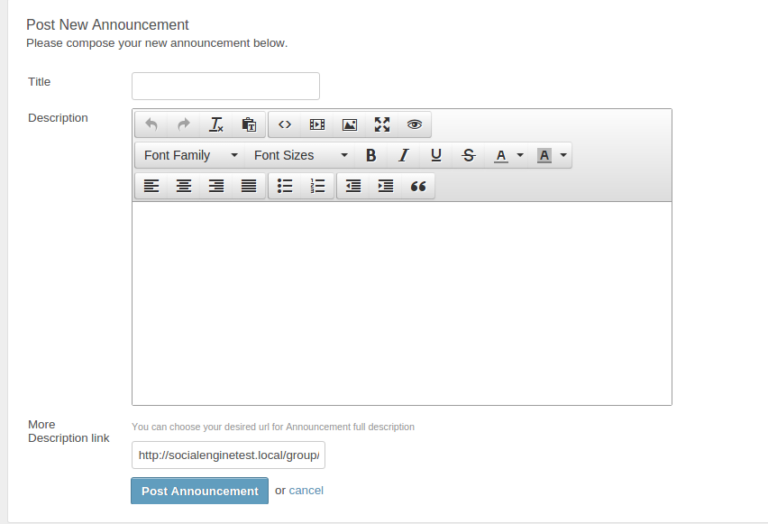 Post New Announcement
Please compose your new announcement below.
Title
Description
Font Family Font Sizes B I U S A A
More
Description link
You can choose your desired url for Announcement full description
http://socialenginetest.local/group/
Post Announcement or cancel